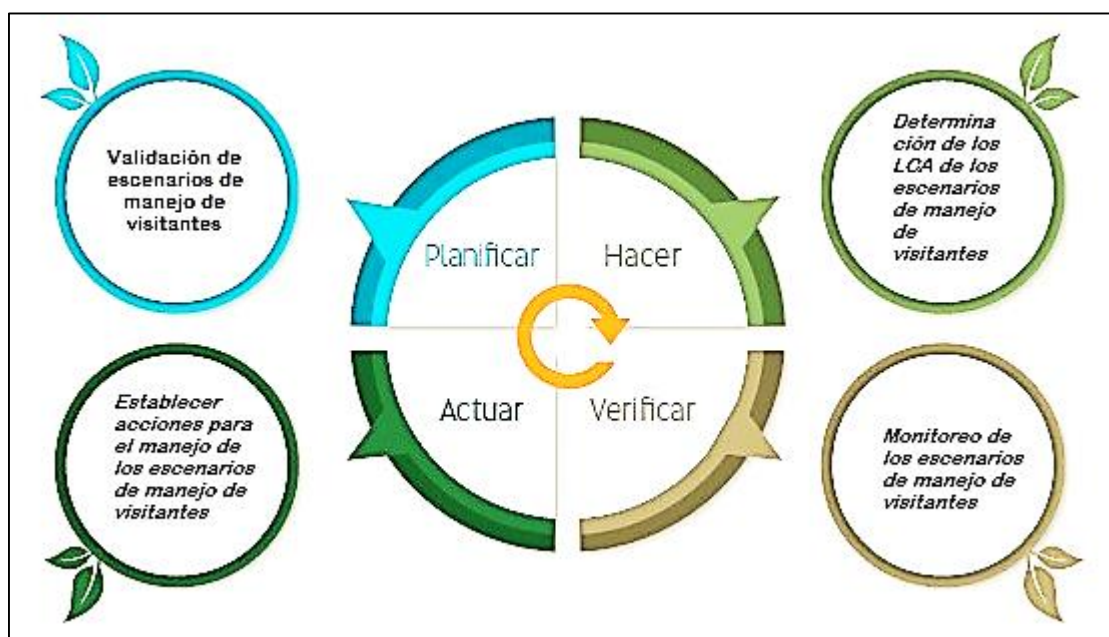 Validación de
escenarios de
manejo de
visitantes
Planificar
Hacer
Determina
ción de los
LCA de los
escenarios
de manejo
de
visitantes
Establecer
acciones para
el manejo de
los escenarios
de manejo de
visitantes
Actuar
Verificar
Monitoreo de
los escenarios
de manejo de
visitantes